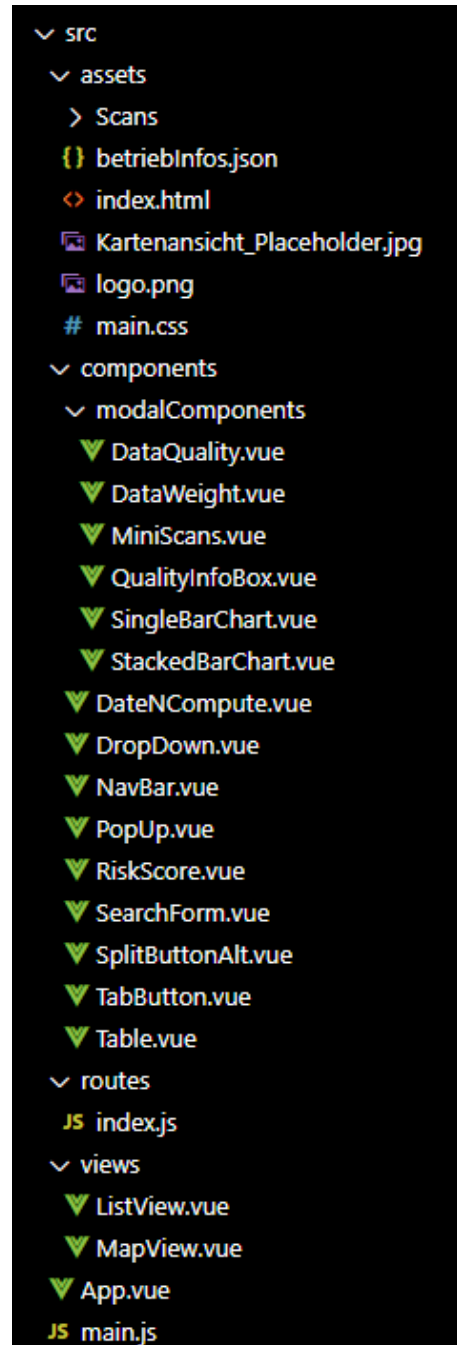 src
assets
Scans
{} betriebInfos.json
<> index.html
Kartenansicht_Placeholder.jpg
logo.png
# main.css
components
modalComponents
DataQuality.vue
DataWeight.vue
MiniScans.vue
QualityInfoBox.vue
SingleBarChart.vue
StackedBarChart.vue
DateNCompute.vue
DropDown.vue
NavBar.vue
PopUp.vue
RiskScore.vue
SearchForm.vue
SplitButtonAlt.vue
TabButton.vue
Table.vue
routes
JS index.js
views
ListView.vue
MapView.vue
App.vue
JS main.js